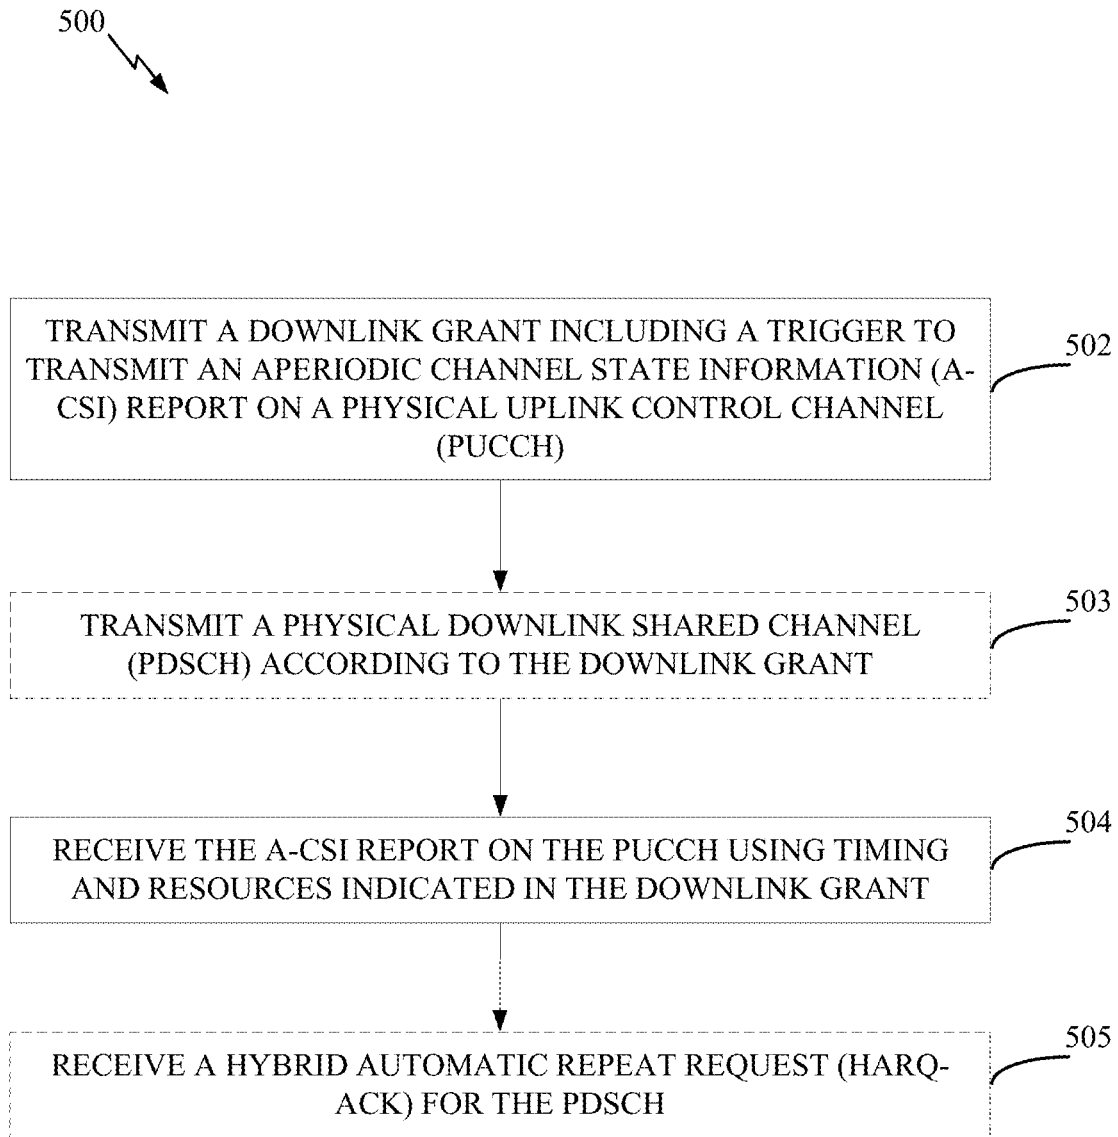 500
TRANSMIT A DOWNLINK GRANT INCLUDING A TRIGGER TO
TRANSMIT AN APERIODIC CHANNEL STATE INFORMATION (A-
CSI) REPORT ON A PHYSICAL UPLINK CONTROL CHANNEL
(PUCCH)
502
TRANSMIT A PHYSICAL DOWNLINK SHARED CHANNEL
(PDSCH) ACCORDING TO THE DOWNLINK GRANT
503
RECEIVE THE A-CSI REPORT ON THE PUCCH USING TIMING
AND RESOURCES INDICATED IN THE DOWNLINK GRANT
504
RECEIVE A HYBRID AUTOMATIC REPEAT REQUEST (HARQ-
ACK) FOR THE PDSCH
505